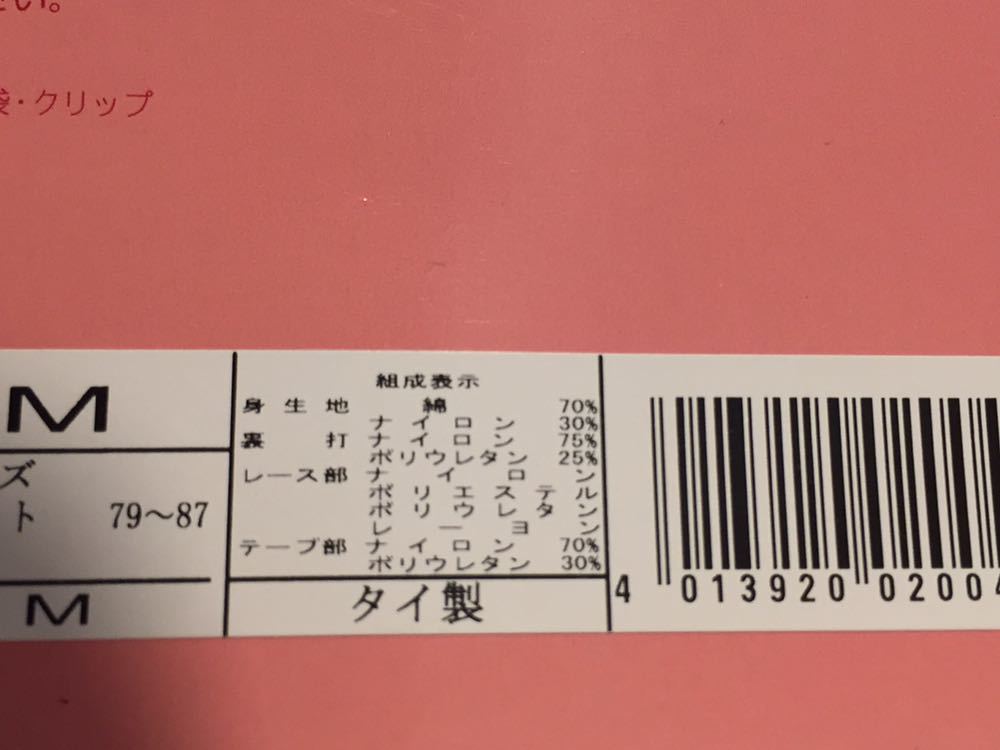 い。
・クリップ
M
ズ
ト 79～87
M
組成表示
身生地 綿 70%
ナイロン 30%
裏打 ナイロン 75%
ポリウレタン 25%
レース部 ナイロン
ポリエステル
ポリウレタン
レーヨン
テープ部 ナイロン 70%
ポリウレタン 30%
タイ製
4 013920 02004